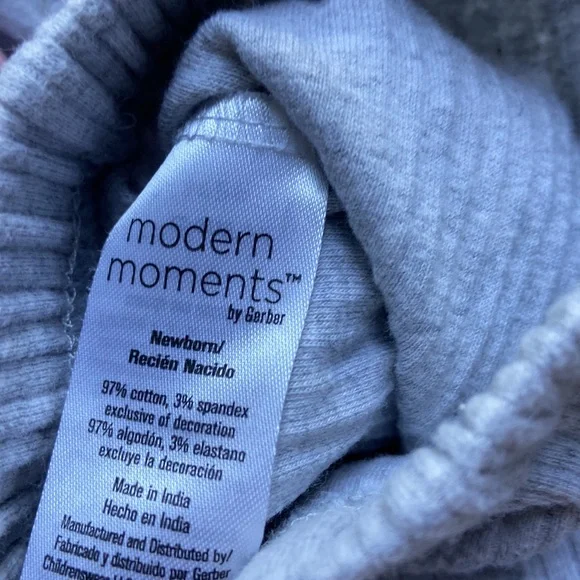 modern
moments™
by Gerber
Newborn/
Recién Nacido
97% cotton, 3% spandex
exclusive of decoration
97% algodón, 3% elastano
excluye la decoración
Made in India
Hecho en India
Manufactured and Distributed by/
Fabricado y distribuido por Gerber
Childrenswear